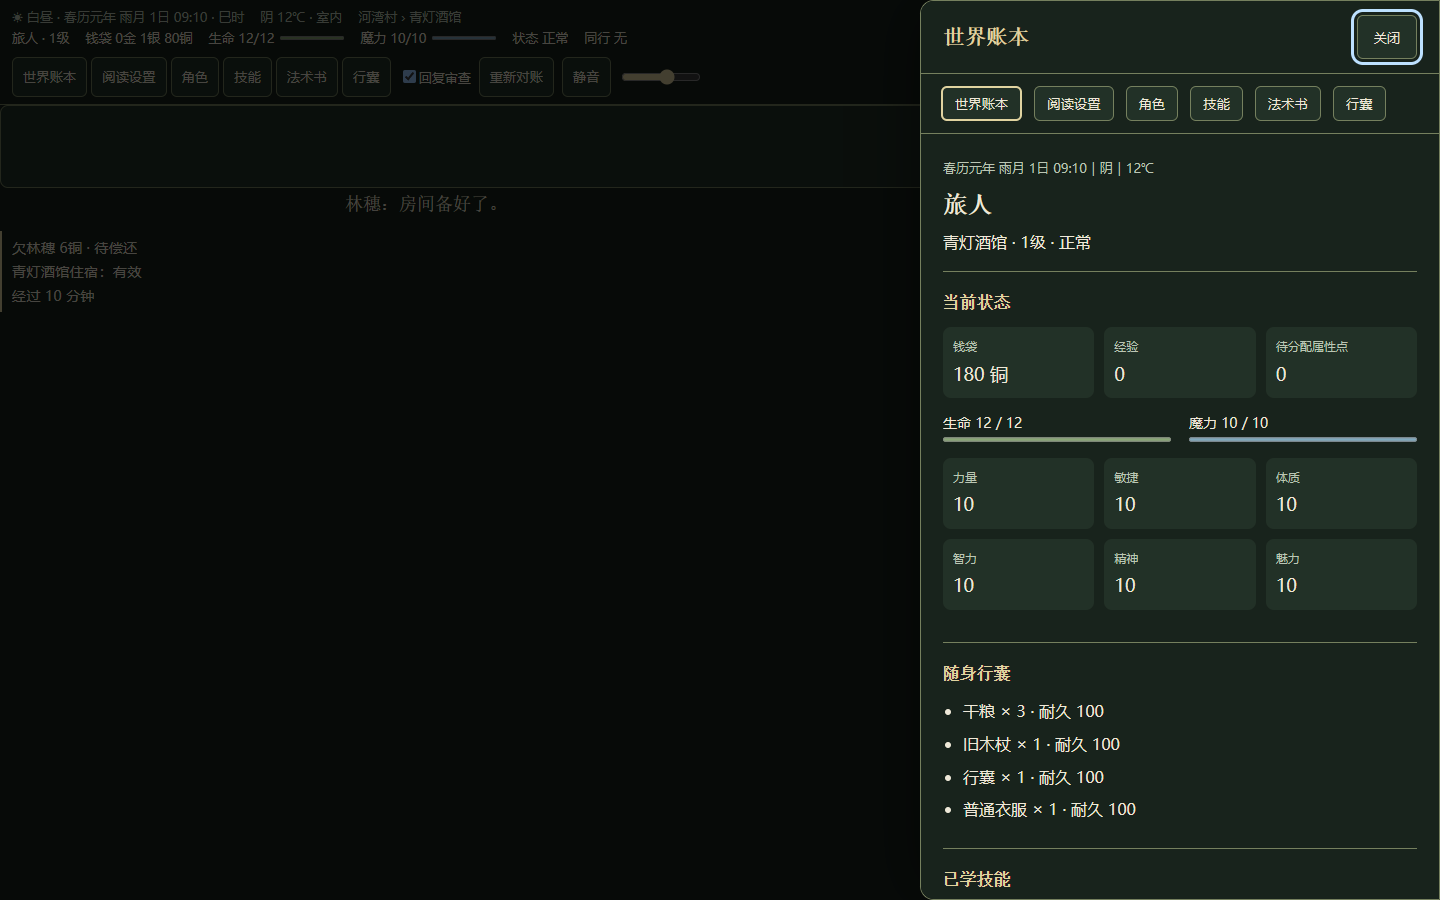 ☀ 白昼 · 春历元年 雨月 1日 09:10 · 巳时 阴 12℃ · 室内 河湾村 › 青灯酒馆
旅人 · 1级 钱袋 0金 1银 80铜 生命 12/12 魔力 10/10 状态 正常 同行 无
世界账本 阅读设置 角色 技能 法术书 行囊 回复审查 重新对账 静音
林穗：房间备好了。
欠林穗 6铜 · 待偿还
青灯酒馆住宿：有效
经过 10 分钟
世界账本 关闭
世界账本 阅读设置 角色 技能 法术书 行囊
春历元年 雨月 1日 09:10 | 阴 | 12℃
旅人
青灯酒馆 · 1级 · 正常
当前状态
钱袋 经验 待分配属性点
180 铜 0 0
生命 12 / 12 魔力 10 / 10
力量 敏捷 体质
10 10 10
智力 精神 魅力
10 10 10
随身行囊
• 干粮 × 3 · 耐久 100
• 旧木杖 × 1 · 耐久 100
• 行囊 × 1 · 耐久 100
• 普通衣服 × 1 · 耐久 100
已学技能